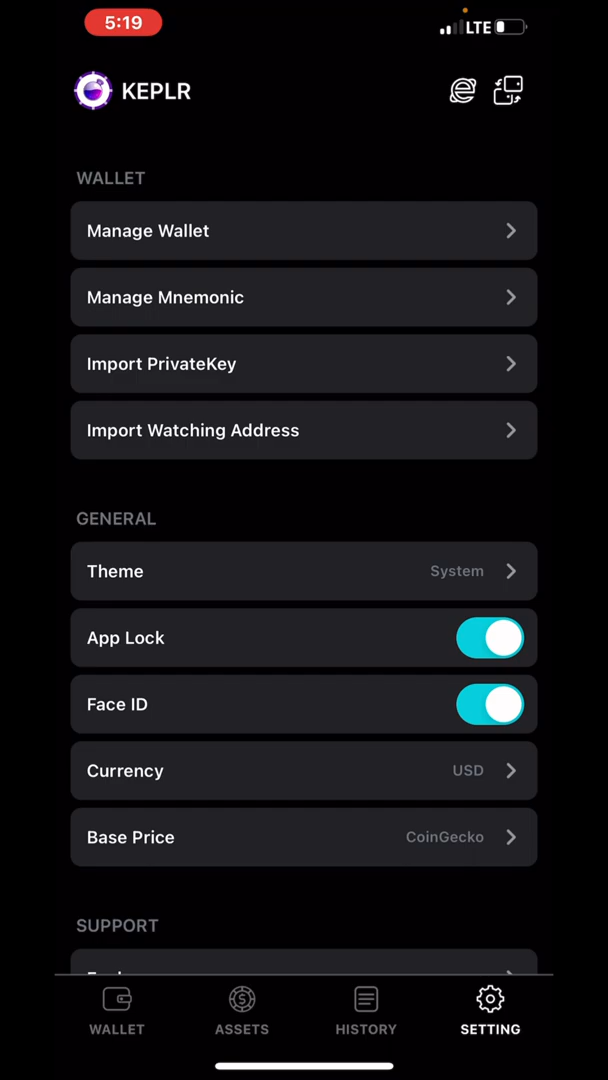 5:19
LTE
KEPLR
WALLET
Manage Wallet
Manage Mnemonic
Import PrivateKey
Import Watching Address
GENERAL
Theme System
App Lock
Face ID
Currency USD
Base Price CoinGecko
SUPPORT
WALLET ASSETS HISTORY SETTING